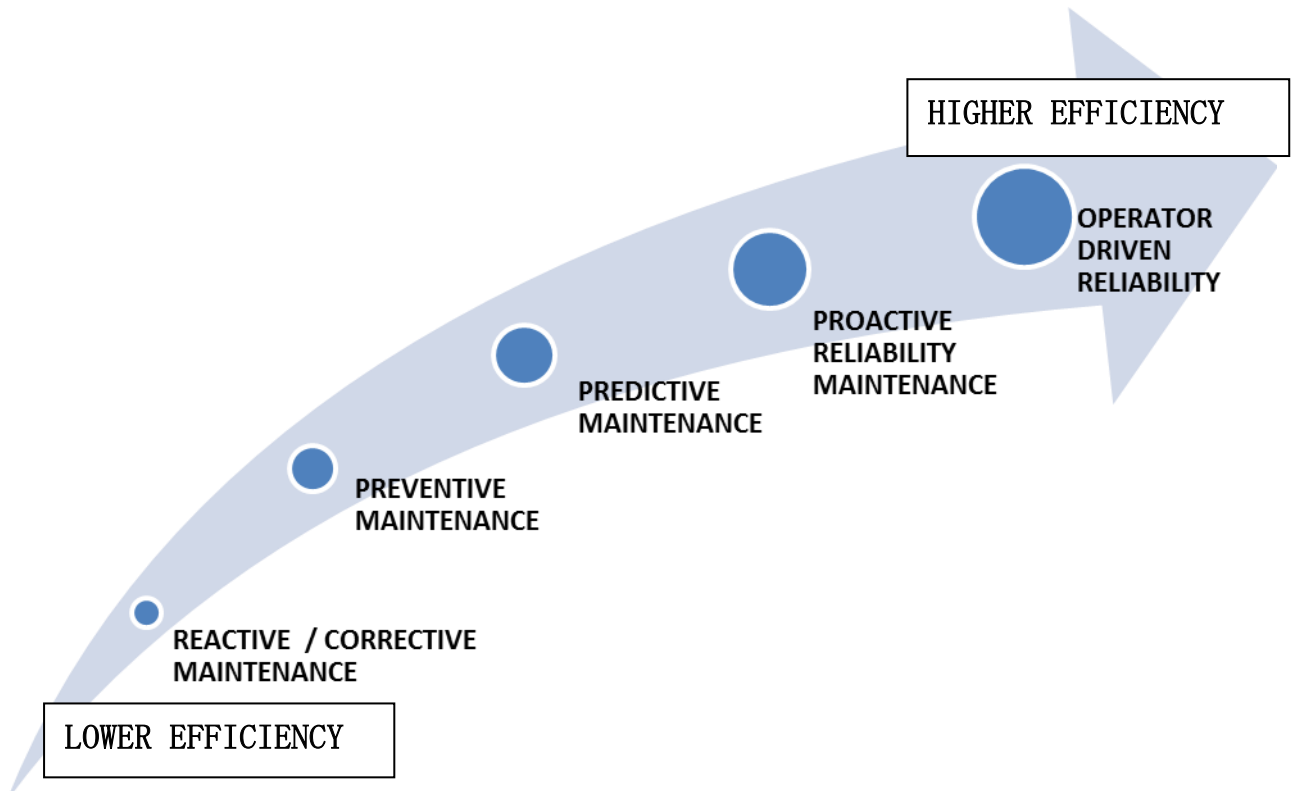 HIGHER EFFICIENCY
OPERATOR
DRIVEN
RELIABILITY
PROACTIVE
RELIABILITY
MAINTENANCE
PREDICTIVE
MAINTENANCE
PREVENTIVE
MAINTENANCE
REACTIVE / CORRECTIVE
MAINTENANCE
LOWER EFFICIENCY